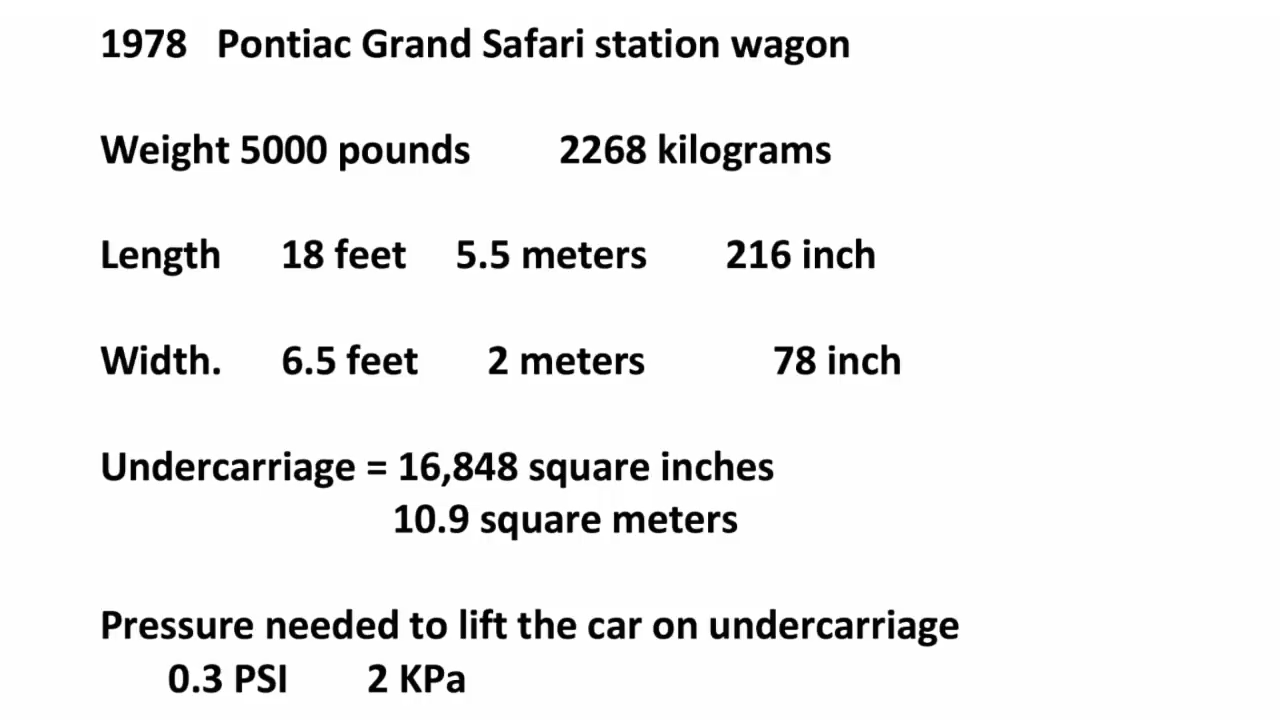 1978 Pontiac Grand Safari station wagon
Weight 5000 pounds 2268 kilograms
Length 18 feet 5.5 meters 216 inch
Width. 6.5 feet 2 meters 78 inch
Undercarriage = 16,848 square inches
10.9 square meters
Pressure needed to lift the car on undercarriage
0.3 PSI 2 KPa